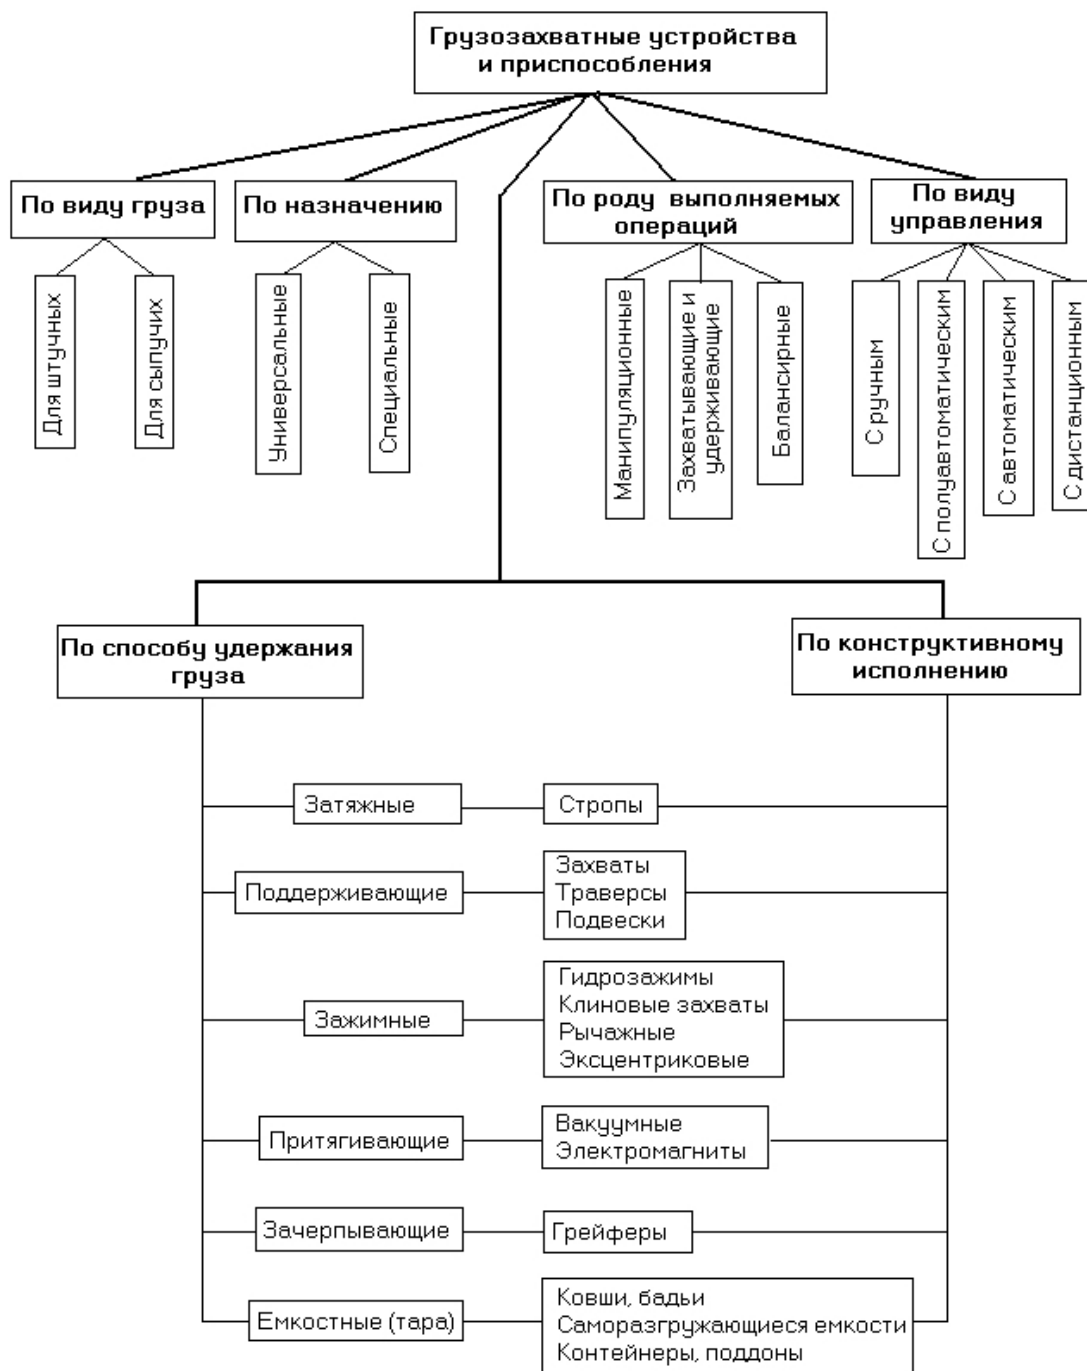 Грузозахватные устройства
и приспособления
По виду груза
По назначению
По роду выполняемых
операций
По виду
управления
Для штучных
Для сыпучих
Универсальные
Специальные
Манипуляционные
Захватывающие и
удерживающие
Балансирные
С ручным
С полуавтоматическим
С автоматическим
С дистанционным
По способу удержания
груза
По конструктивному
исполнению
Затяжные
Стропы
Поддерживающие
Захваты
Траверсы
Подвески
Зажимные
Гидрозажимы
Клиновые захваты
Рычажные
Эксцентриковые
Притягивающие
Вакуумные
Электромагниты
Зачерпывающие
Грейферы
Емкостные (тара)
Ковши, бадьи
Саморазгружающиеся емкости
Контейнеры, поддоны